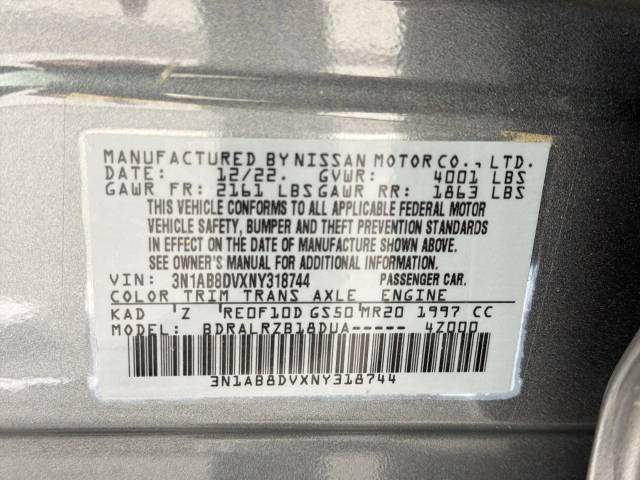 MANUFACTURED BY NISSAN MOTOR CO., LTD.
DATE: 12/22. GVWR: 4001 LBS
GAWR FR: 2161 LBS GAWR RR: 1863 LBS
THIS VEHICLE CONFORMS TO ALL APPLICABLE FEDERAL MOTOR
VEHICLE SAFETY, BUMPER AND THEFT PREVENTION STANDARDS
IN EFFECT ON THE DATE OF MANUFACTURE SHOWN ABOVE.
SEE OWNER'S MANUAL FOR ADDITIONAL INFORMATION.
VIN: 3N1AB8DVXNY318744 PASSENGER CAR.
COLOR TRIM TRANS AXLE ENGINE
KAD Z RE0F10D GS50 MR20 1997 CC
MODEL: BDRALRZB18DUA----- 4Z000
3N1AB8DVXNY318744